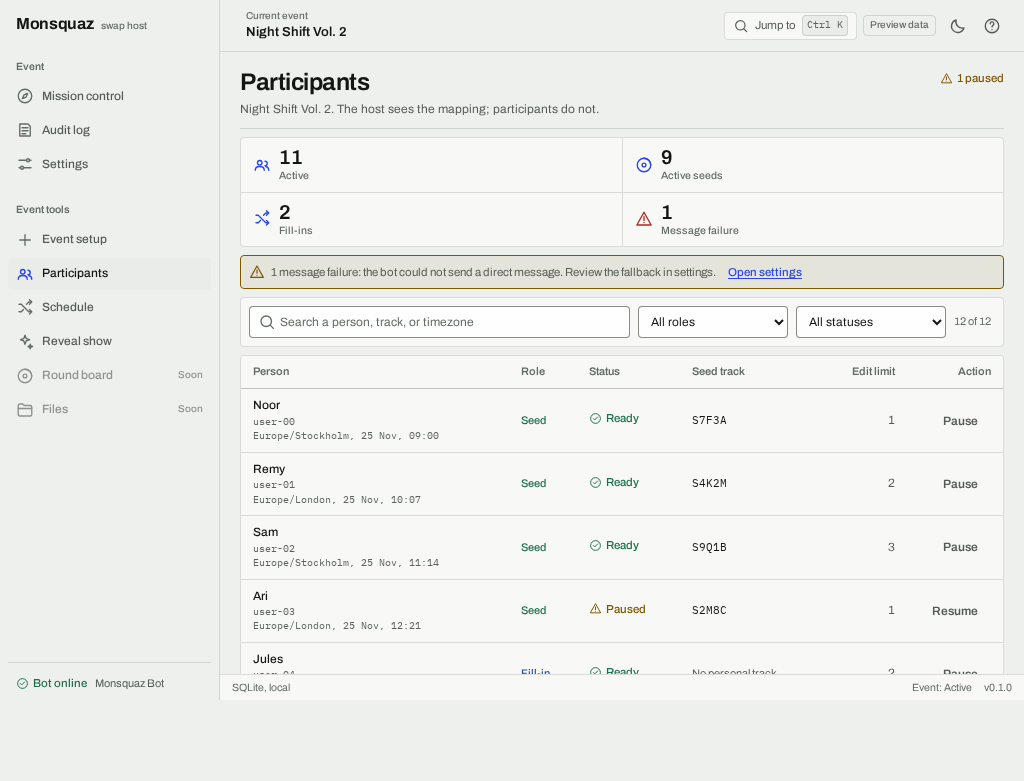 Monsquaz swap host
Event
Mission control
Audit log
Settings
Event tools
Event setup
Participants
Schedule
Reveal show
Round board Soon
Files Soon
Bot online Monsquaz Bot
Current event
Night Shift Vol. 2
Jump to Ctrl K
Preview data
Participants
1 paused
Night Shift Vol. 2. The host sees the mapping; participants do not.
11
Active
9
Active seeds
2
Fill-ins
1
Message failure
1 message failure: the bot could not send a direct message. Review the fallback in settings. Open settings
Search a person, track, or timezone
All roles
All statuses
12 of 12
Person Role Status Seed track Edit limit Action
Noor
user-00
Europe/Stockholm, 25 Nov, 09:00
Seed Ready S7F3A 1 Pause
Remy
user-01
Europe/London, 25 Nov, 10:07
Seed Ready S4K2M 2 Pause
Sam
user-02
Europe/Stockholm, 25 Nov, 11:14
Seed Ready S9Q1B 3 Pause
Ari
user-03
Europe/London, 25 Nov, 12:21
Seed Paused S2M8C 1 Resume
Jules
user-04
Fill-in Ready No personal track 2 Pause
SQLite, local
Event: Active v0.1.0